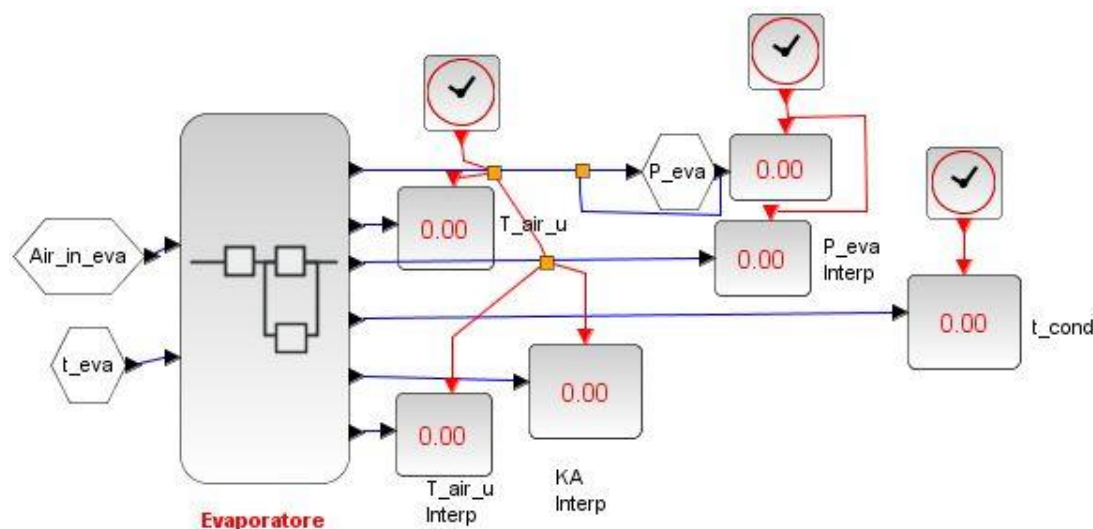 P_eva
0.00
0.00
T_air_u
Air_in_eva
0.00
P_eva
Interp
0.00
t_cond
t_eva
0.00
0.00
T_air_u
Interp
KA
Interp
Evaporatore